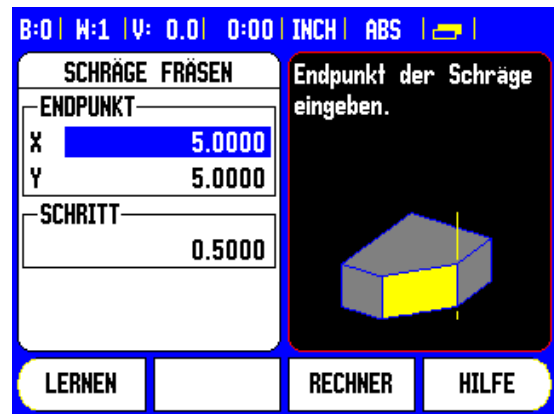 B:0| W:1 |V: 0.0| 0:00| INCH| ABS |
SCHRÄGE FRÄSEN
ENDPUNKT
X 5.0000
Y 5.0000
SCHRITT
0.5000
Endpunkt der Schräge
eingeben.
LERNEN
RECHNER
HILFE